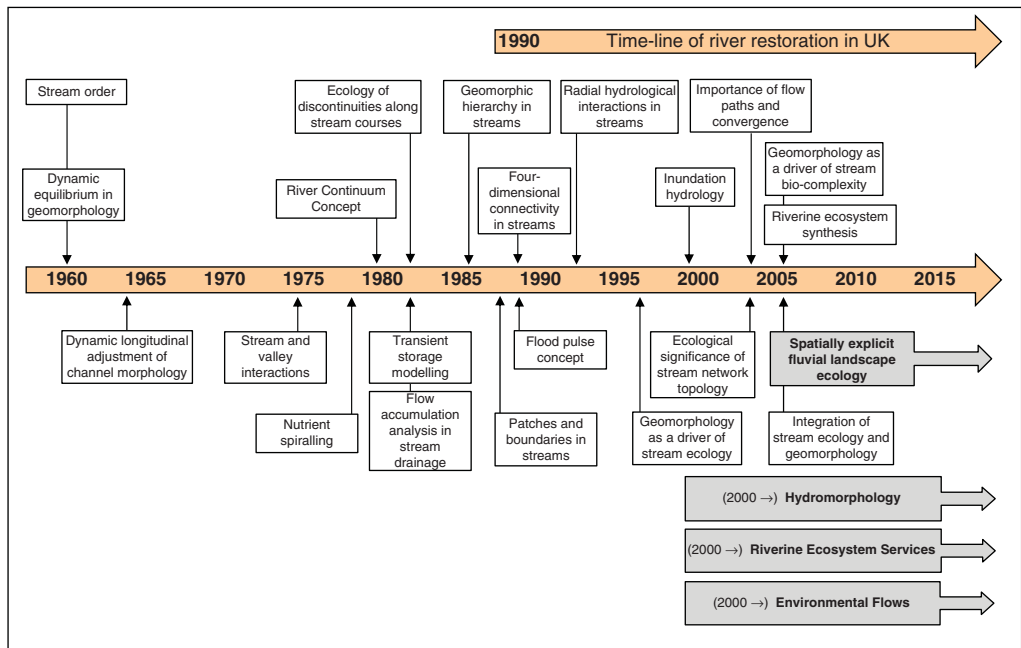 1990 Time-line of river restoration in UK
Stream order
Ecology of
discontinuities along
stream courses
Geomorphic
hierarchy in
streams
Radial hydrological
interactions in
streams
Importance of flow
paths and
convergence
Dynamic
equilibrium in
geomorphology
River Continuum
Concept
Four-
dimensional
connectivity
in streams
Inundation
hydrology
Geomorphology as
a driver of stream
bio-complexity
Riverine ecosystem
synthesis
1960 1965 1970 1975 1980 1985 1990 1995 2000 2005 2010 2015
Dynamic longitudinal
adjustment of
channel morphology
Stream and
valley
interactions
Transient
storage
modelling
Flood pulse
concept
Ecological
significance of
stream network
topology
Spatially explicit
fluvial landscape
ecology
Nutrient
spiralling
Flow
accumulation
analysis in
stream
drainage
Patches and
boundaries in
streams
Geomorphology
as a driver of
stream ecology
Integration of
stream ecology and
geomorphology
(2000 →) Hydromorphology
(2000 →) Riverine Ecosystem Services
(2000 →) Environmental Flows